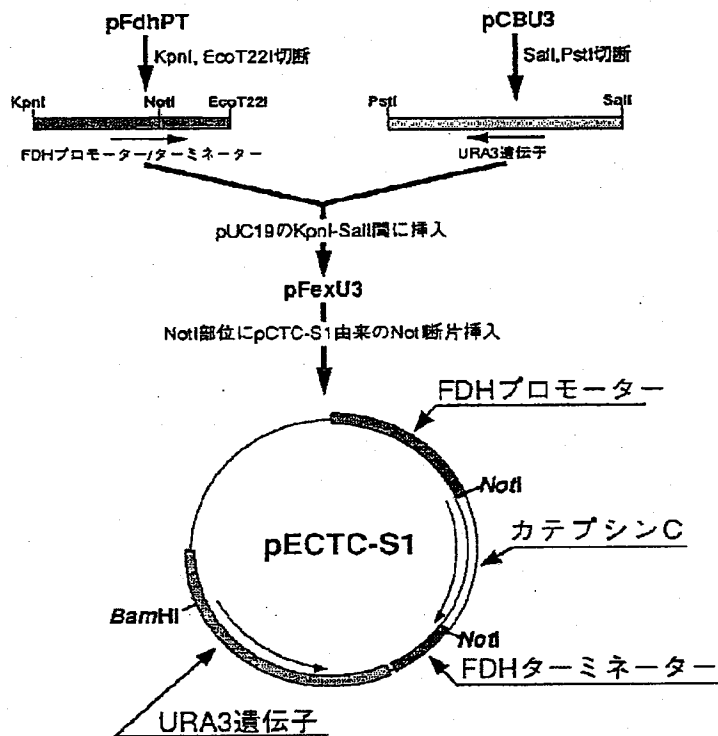 pFdhPT
pCBU3
KpnI, EcoT22I切断
SalI, PstI切断
KpnI
NotI
EcoT22I
PstI
SalI
FDHプロモーター/ターミネーター
URA3遺伝子
pUC19のKpnI-SalI間に挿入
pFexU3
NotI部位にpCTC-S1由来のNotI断片挿入
FDHプロモーター
NotI
カテプシンC
pECTC-S1
BamHI
NotI
FDHターミネーター
URA3遺伝子